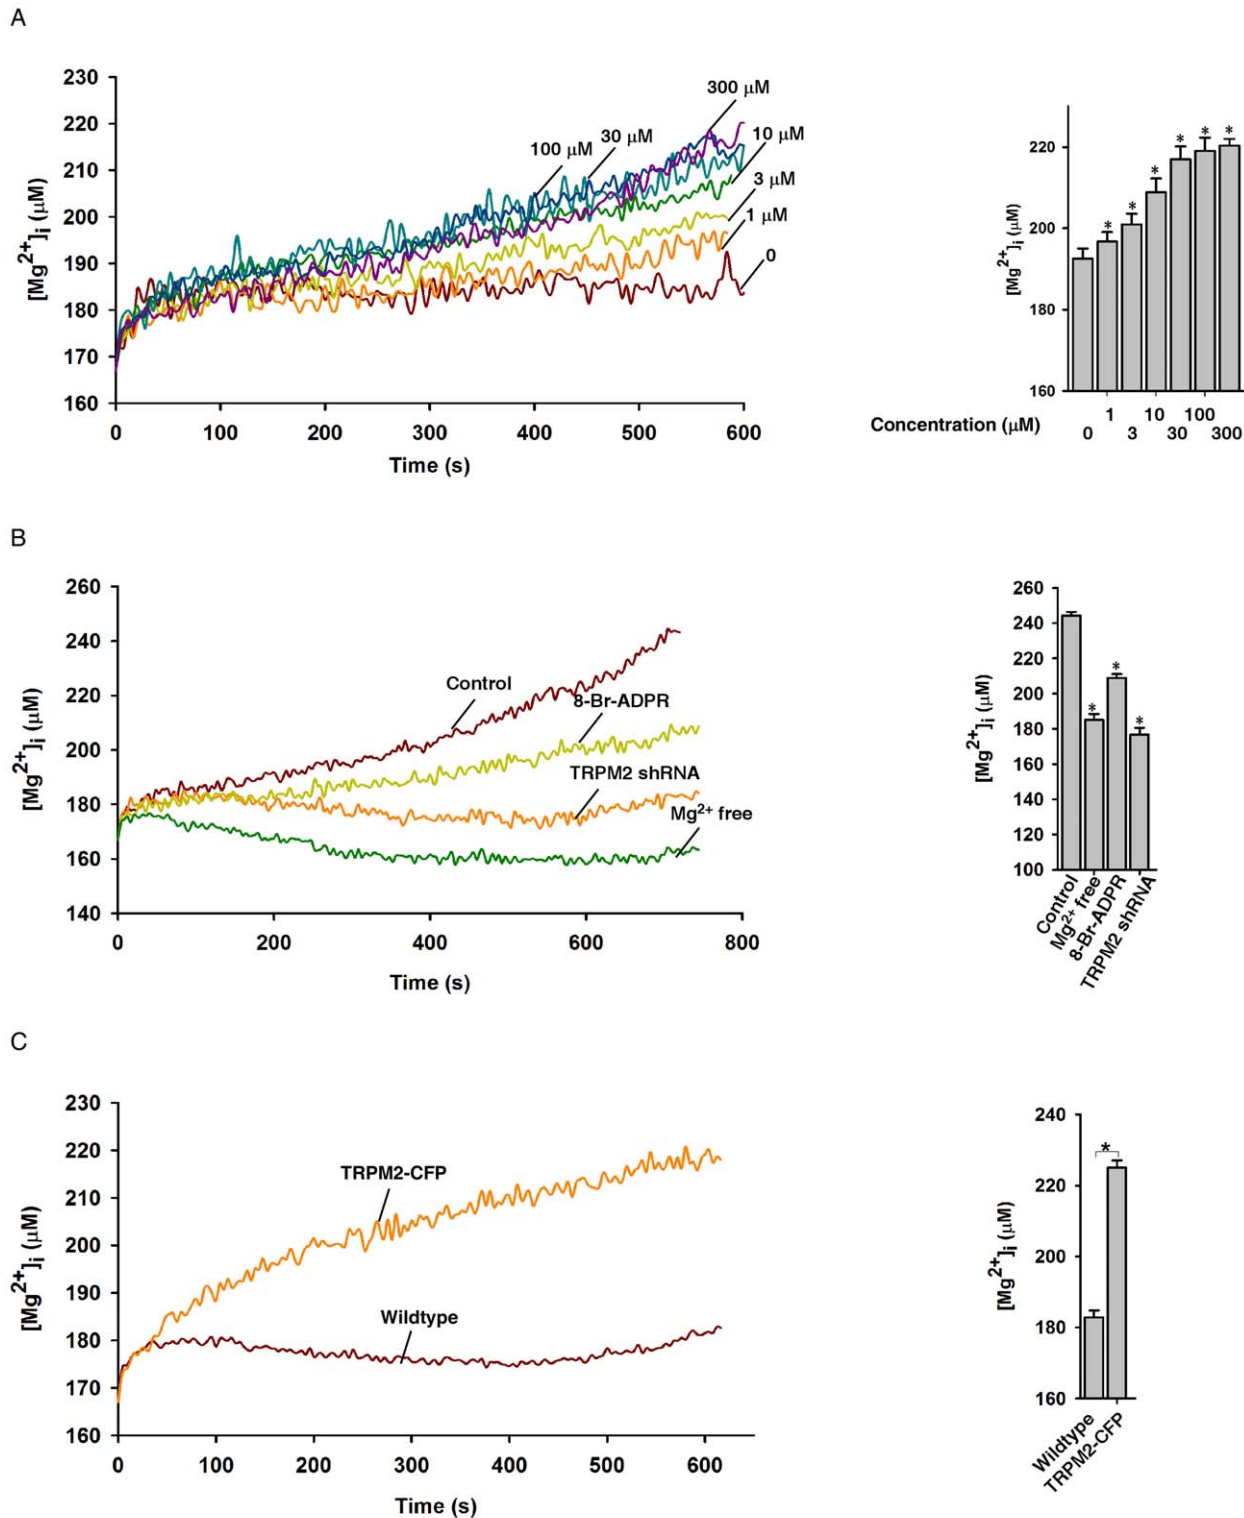 A
[Mg2+]i (μM)
230
220
210
200
190
180
170
160
0 100 200 300 400 500 600
Time (s)
300 μM
100 μM
30 μM
10 μM
3 μM
1 μM
0
[Mg2+]i (μM)
220
200
180
160
* * * * * *
Concentration (μM)
1 10 100
0 3 30 300
B
[Mg2+]i (μM)
260
240
220
200
180
160
140
0 200 400 600 800
Time (s)
Control
8-Br-ADPR
TRPM2 shRNA
Mg2+ free
[Mg2+]i (μM)
260
240
220
200
180
160
140
120
100
* * *
Control
Mg2+ free
8-Br-ADPR
TRPM2 shRNA
C
[Mg2+]i (μM)
230
220
210
200
190
180
170
160
0 100 200 300 400 500 600
Time (s)
TRPM2-CFP
Wildtype
[Mg2+]i (μM)
240
220
200
180
160
*
Wildtype
TRPM2-CFP